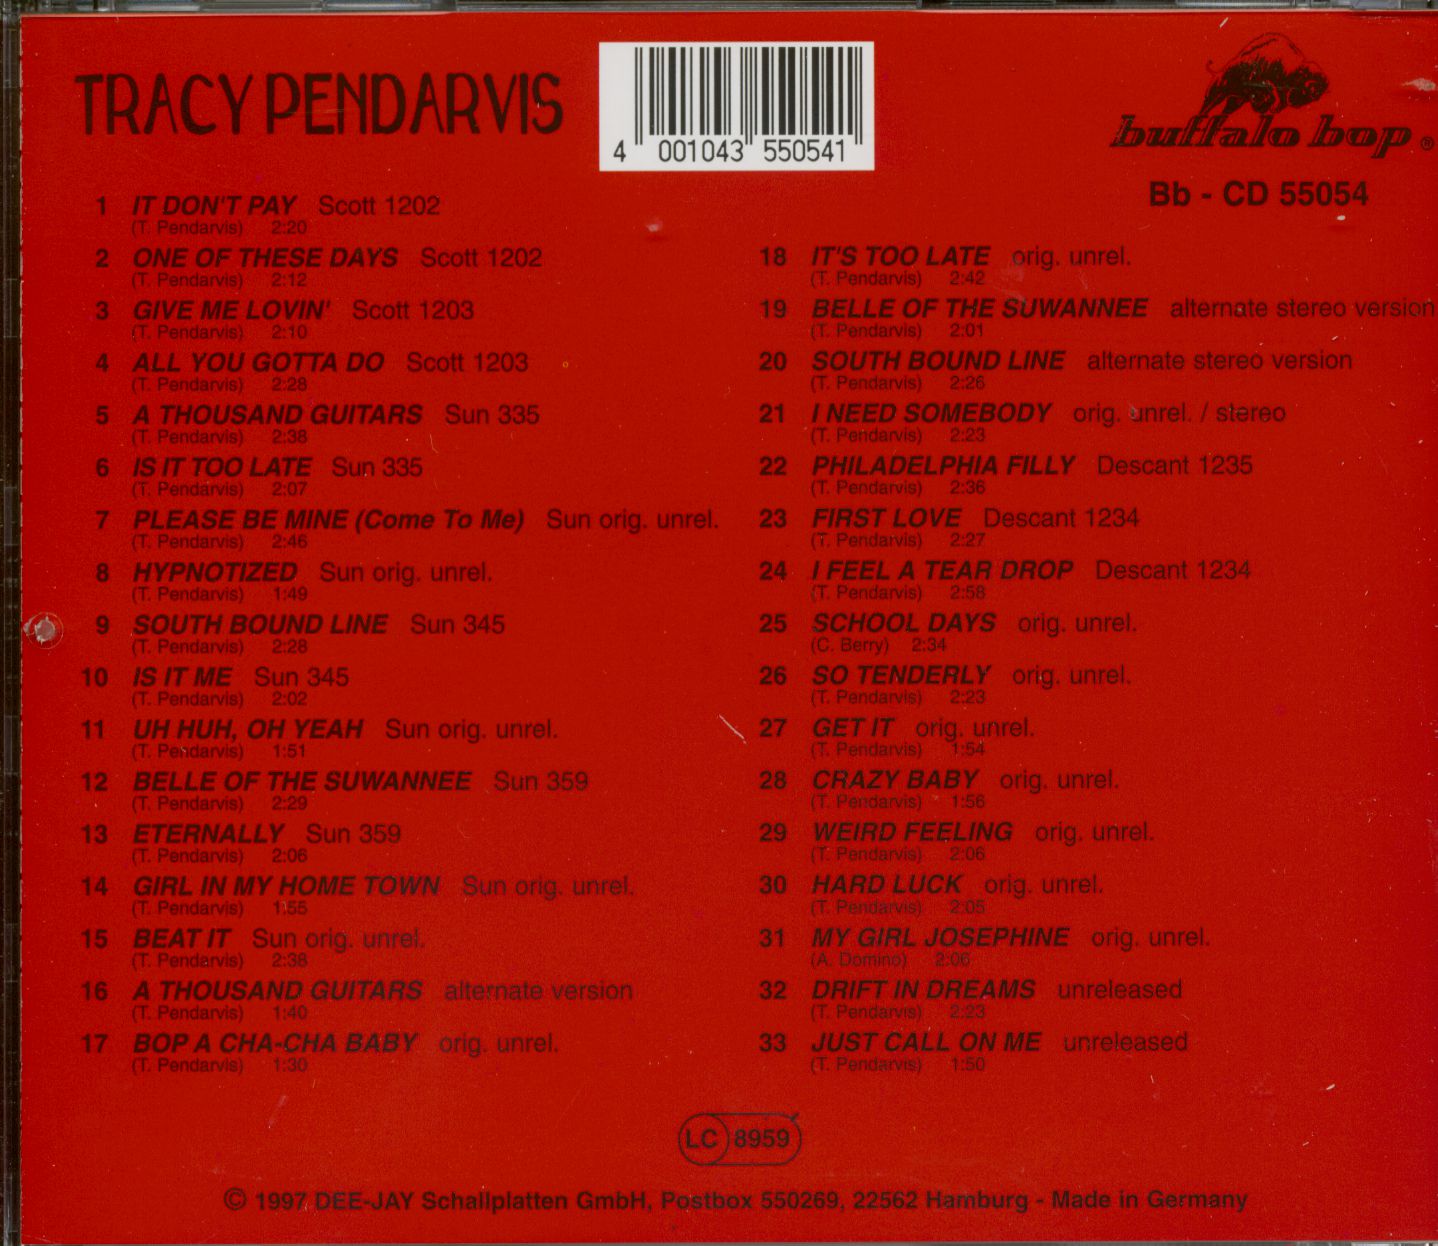 TRACY PENDARVIS
4 001043 550541
buffalo bop ®
Bb - CD 55054
1 IT DON'T PAY Scott 1202
(T. Pendarvis) 2:20
2 ONE OF THESE DAYS Scott 1202
(T. Pendarvis) 2:12
3 GIVE ME LOVIN' Scott 1203
(T. Pendarvis) 2:10
4 ALL YOU GOTTA DO Scott 1203
(T. Pendarvis) 2:28
5 A THOUSAND GUITARS Sun 335
(T. Pendarvis) 2:38
6 IS IT TOO LATE Sun 335
(T. Pendarvis) 2:07
7 PLEASE BE MINE (Come To Me) Sun orig. unrel.
(T. Pendarvis) 2:46
8 HYPNOTIZED Sun orig. unrel.
(T. Pendarvis) 1:49
9 SOUTH BOUND LINE Sun 345
(T. Pendarvis) 2:28
10 IS IT ME Sun 345
(T. Pendarvis) 2:02
11 UH HUH, OH YEAH Sun orig. unrel.
(T. Pendarvis) 1:51
12 BELLE OF THE SUWANNEE Sun 359
(T. Pendarvis) 2:29
13 ETERNALLY Sun 359
(T. Pendarvis) 2:06
14 GIRL IN MY HOME TOWN Sun orig. unrel.
(T. Pendarvis) 1:55
15 BEAT IT Sun orig. unrel.
(T. Pendarvis) 2:38
16 A THOUSAND GUITARS alternate version
(T. Pendarvis) 1:40
17 BOP A CHA-CHA BABY orig. unrel.
(T. Pendarvis) 1:30
18 IT'S TOO LATE orig. unrel.
(T. Pendarvis) 2:42
19 BELLE OF THE SUWANNEE alternate stereo version
(T. Pendarvis) 2:01
20 SOUTH BOUND LINE alternate stereo version
(T. Pendarvis) 2:26
21 I NEED SOMEBODY orig. unrel. / stereo
(T. Pendarvis) 2:23
22 PHILADELPHIA FILLY Descant 1235
(T. Pendarvis) 2:36
23 FIRST LOVE Descant 1234
(T. Pendarvis) 2:27
24 I FEEL A TEAR DROP Descant 1234
(T. Pendarvis) 2:58
25 SCHOOL DAYS orig. unrel.
(C. Berry) 2:34
26 SO TENDERLY orig. unrel.
(T. Pendarvis) 2:23
27 GET IT orig. unrel.
(T. Pendarvis) 1:54
28 CRAZY BABY orig. unrel.
(T. Pendarvis) 1:56
29 WEIRD FEELING orig. unrel.
(T. Pendarvis) 2:06
30 HARD LUCK orig. unrel.
(T. Pendarvis) 2:05
31 MY GIRL JOSEPHINE orig. unrel.
(A. Domino) 2:06
32 DRIFT IN DREAMS unreleased
(T. Pendarvis) 2:23
33 JUST CALL ON ME unreleased
(T. Pendarvis) 1:50
LC 8959
© 1997 DEE-JAY Schallplatten GmbH, Postbox 550269, 22562 Hamburg - Made in Germany